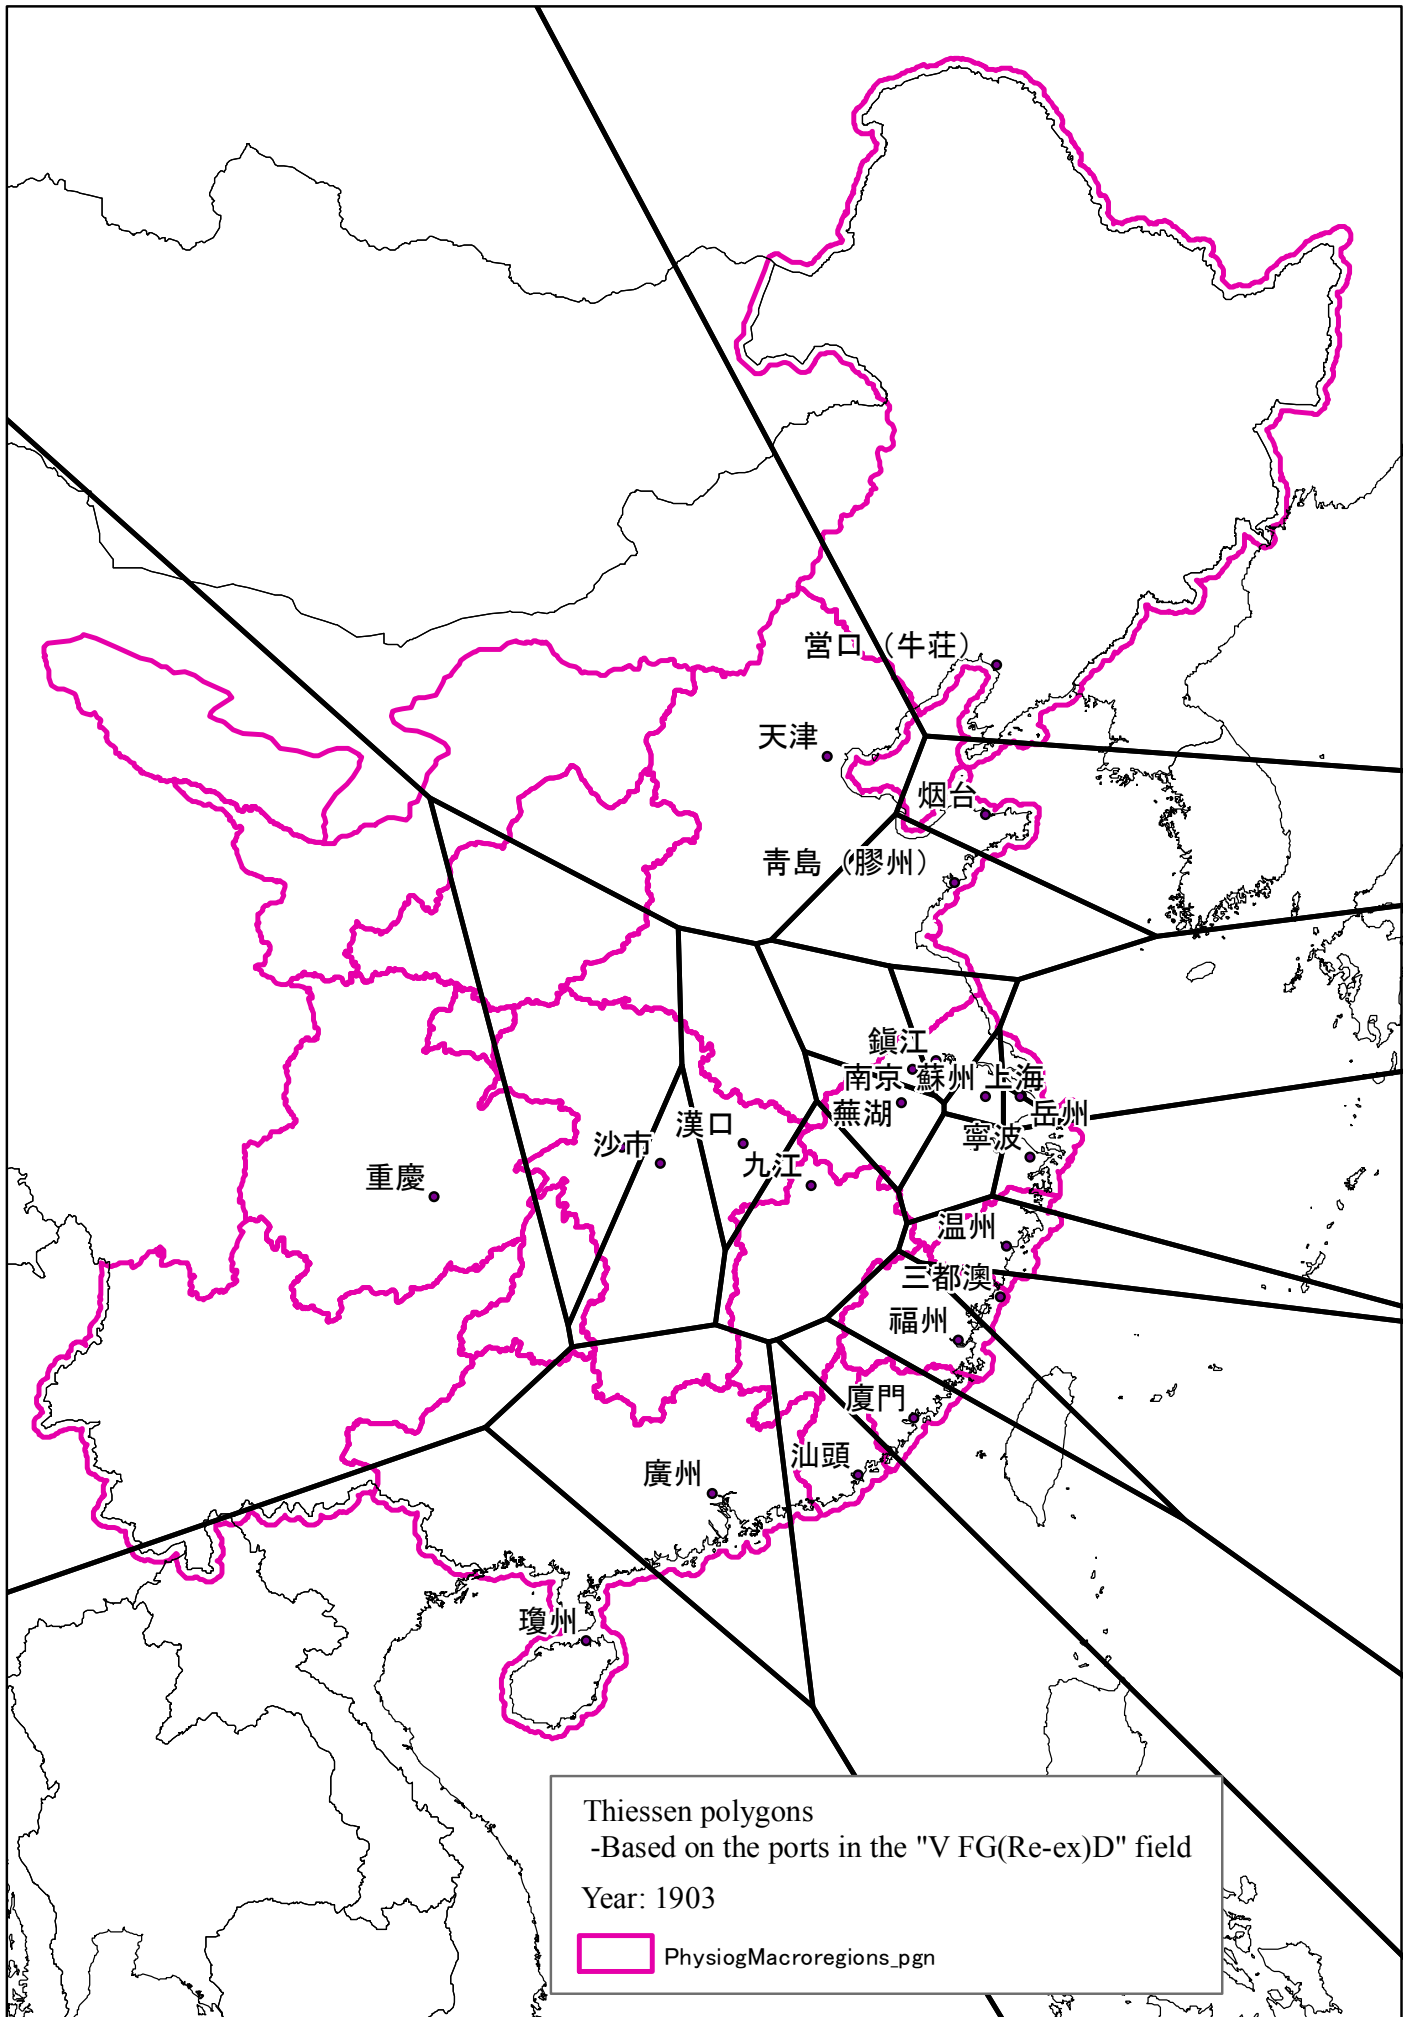 営口（牛荘）
天津
烟台
靑島（膠州）
鎭江
南京
蘇州
上海
蕪湖
岳州
漢口
寧波
沙市
九江
重慶
温州
三都澳
福州
廈門
汕頭
廣州
瓊州
Thiessen polygons
-Based on the ports in the "V FG(Re-ex)D" field
Year: 1903
PhysiogMacroregions_pgn